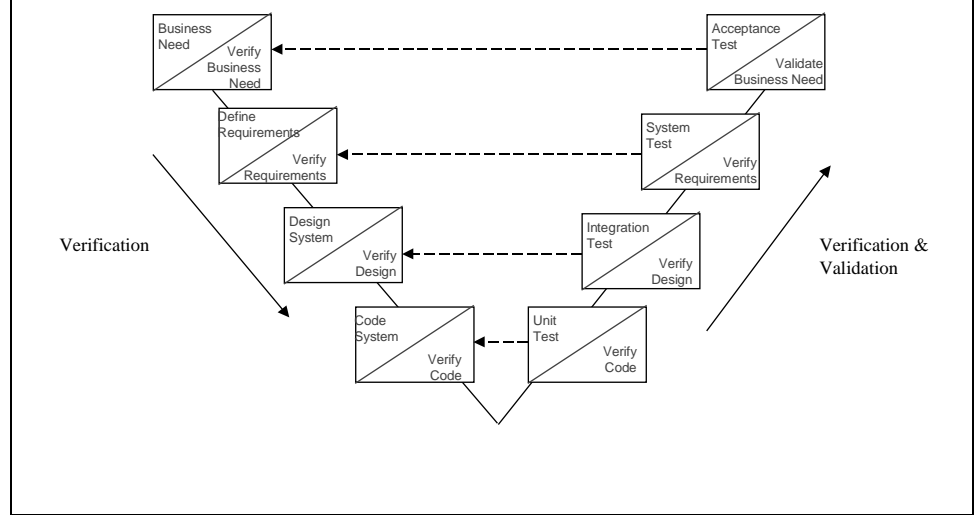 Business
Need
Verify
Business
Need
Acceptance
Test
Validate
Business Need
Define
Requirements
Verify
Requirements
System
Test
Verify
Requirements
Design
System
Verify
Design
Integration
Test
Verify
Design
Verification
Verification &
Validation
Code
System
Verify
Code
Unit
Test
Verify
Code